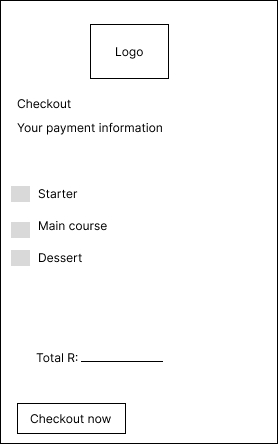 Logo
Checkout
Your payment information
Starter
Main course
Dessert
Total R:
Checkout now